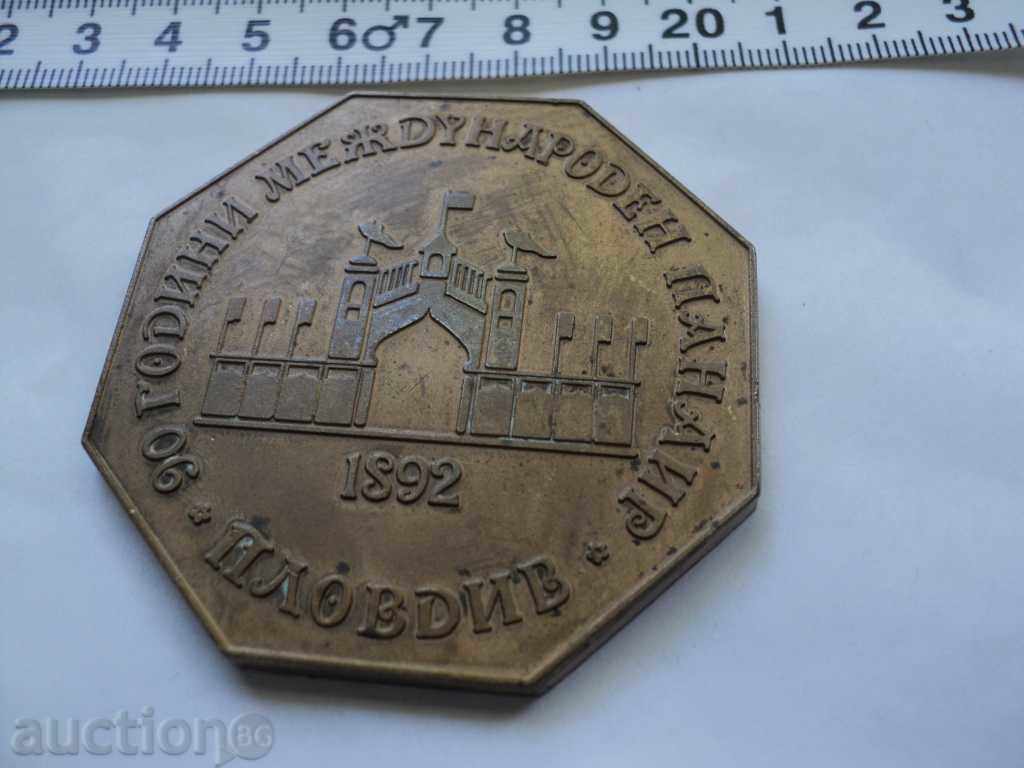 2 3 4 5 6♂7 8 9 20 1 2 3
90 ГОДИНИ МЕЖДУНАРОДЕН ПАНАИР
1892
* ПЛОВДИВ *
auction BG